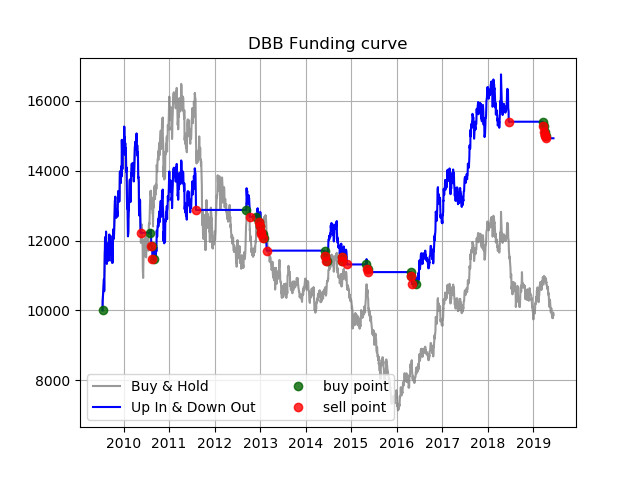 DBB Funding curve
16000
14000
12000
10000
8000
Buy & Hold
Up In & Down Out
buy point
sell point
2010 2011 2012 2013 2014 2015 2016 2017 2018 2019